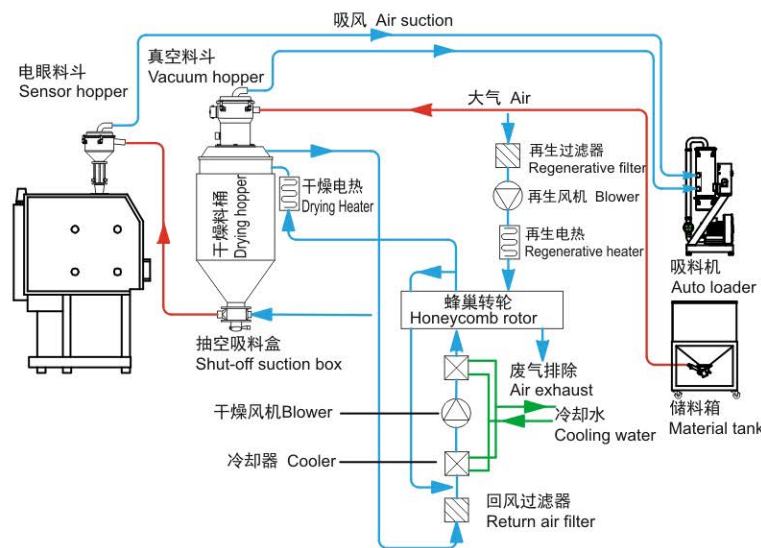 吸风 Air suction
电眼料斗
Sensor hopper
真空料斗
Vacuum hopper
大气 Air
再生过滤器
Regenerative filter
干燥电热
Drying Heater
干燥料桶
Drying hopper
再生风机 Blower
再生电热
Regenerative heater
吸料机
Auto loader
蜂巢转轮
Honeycomb rotor
抽空吸料盒
Shut-off suction box
废气排除
Air exhaust
储料箱
Material tank
干燥风机Blower
冷却水
Cooling water
冷却器 Cooler
回风过滤器
Return air filter